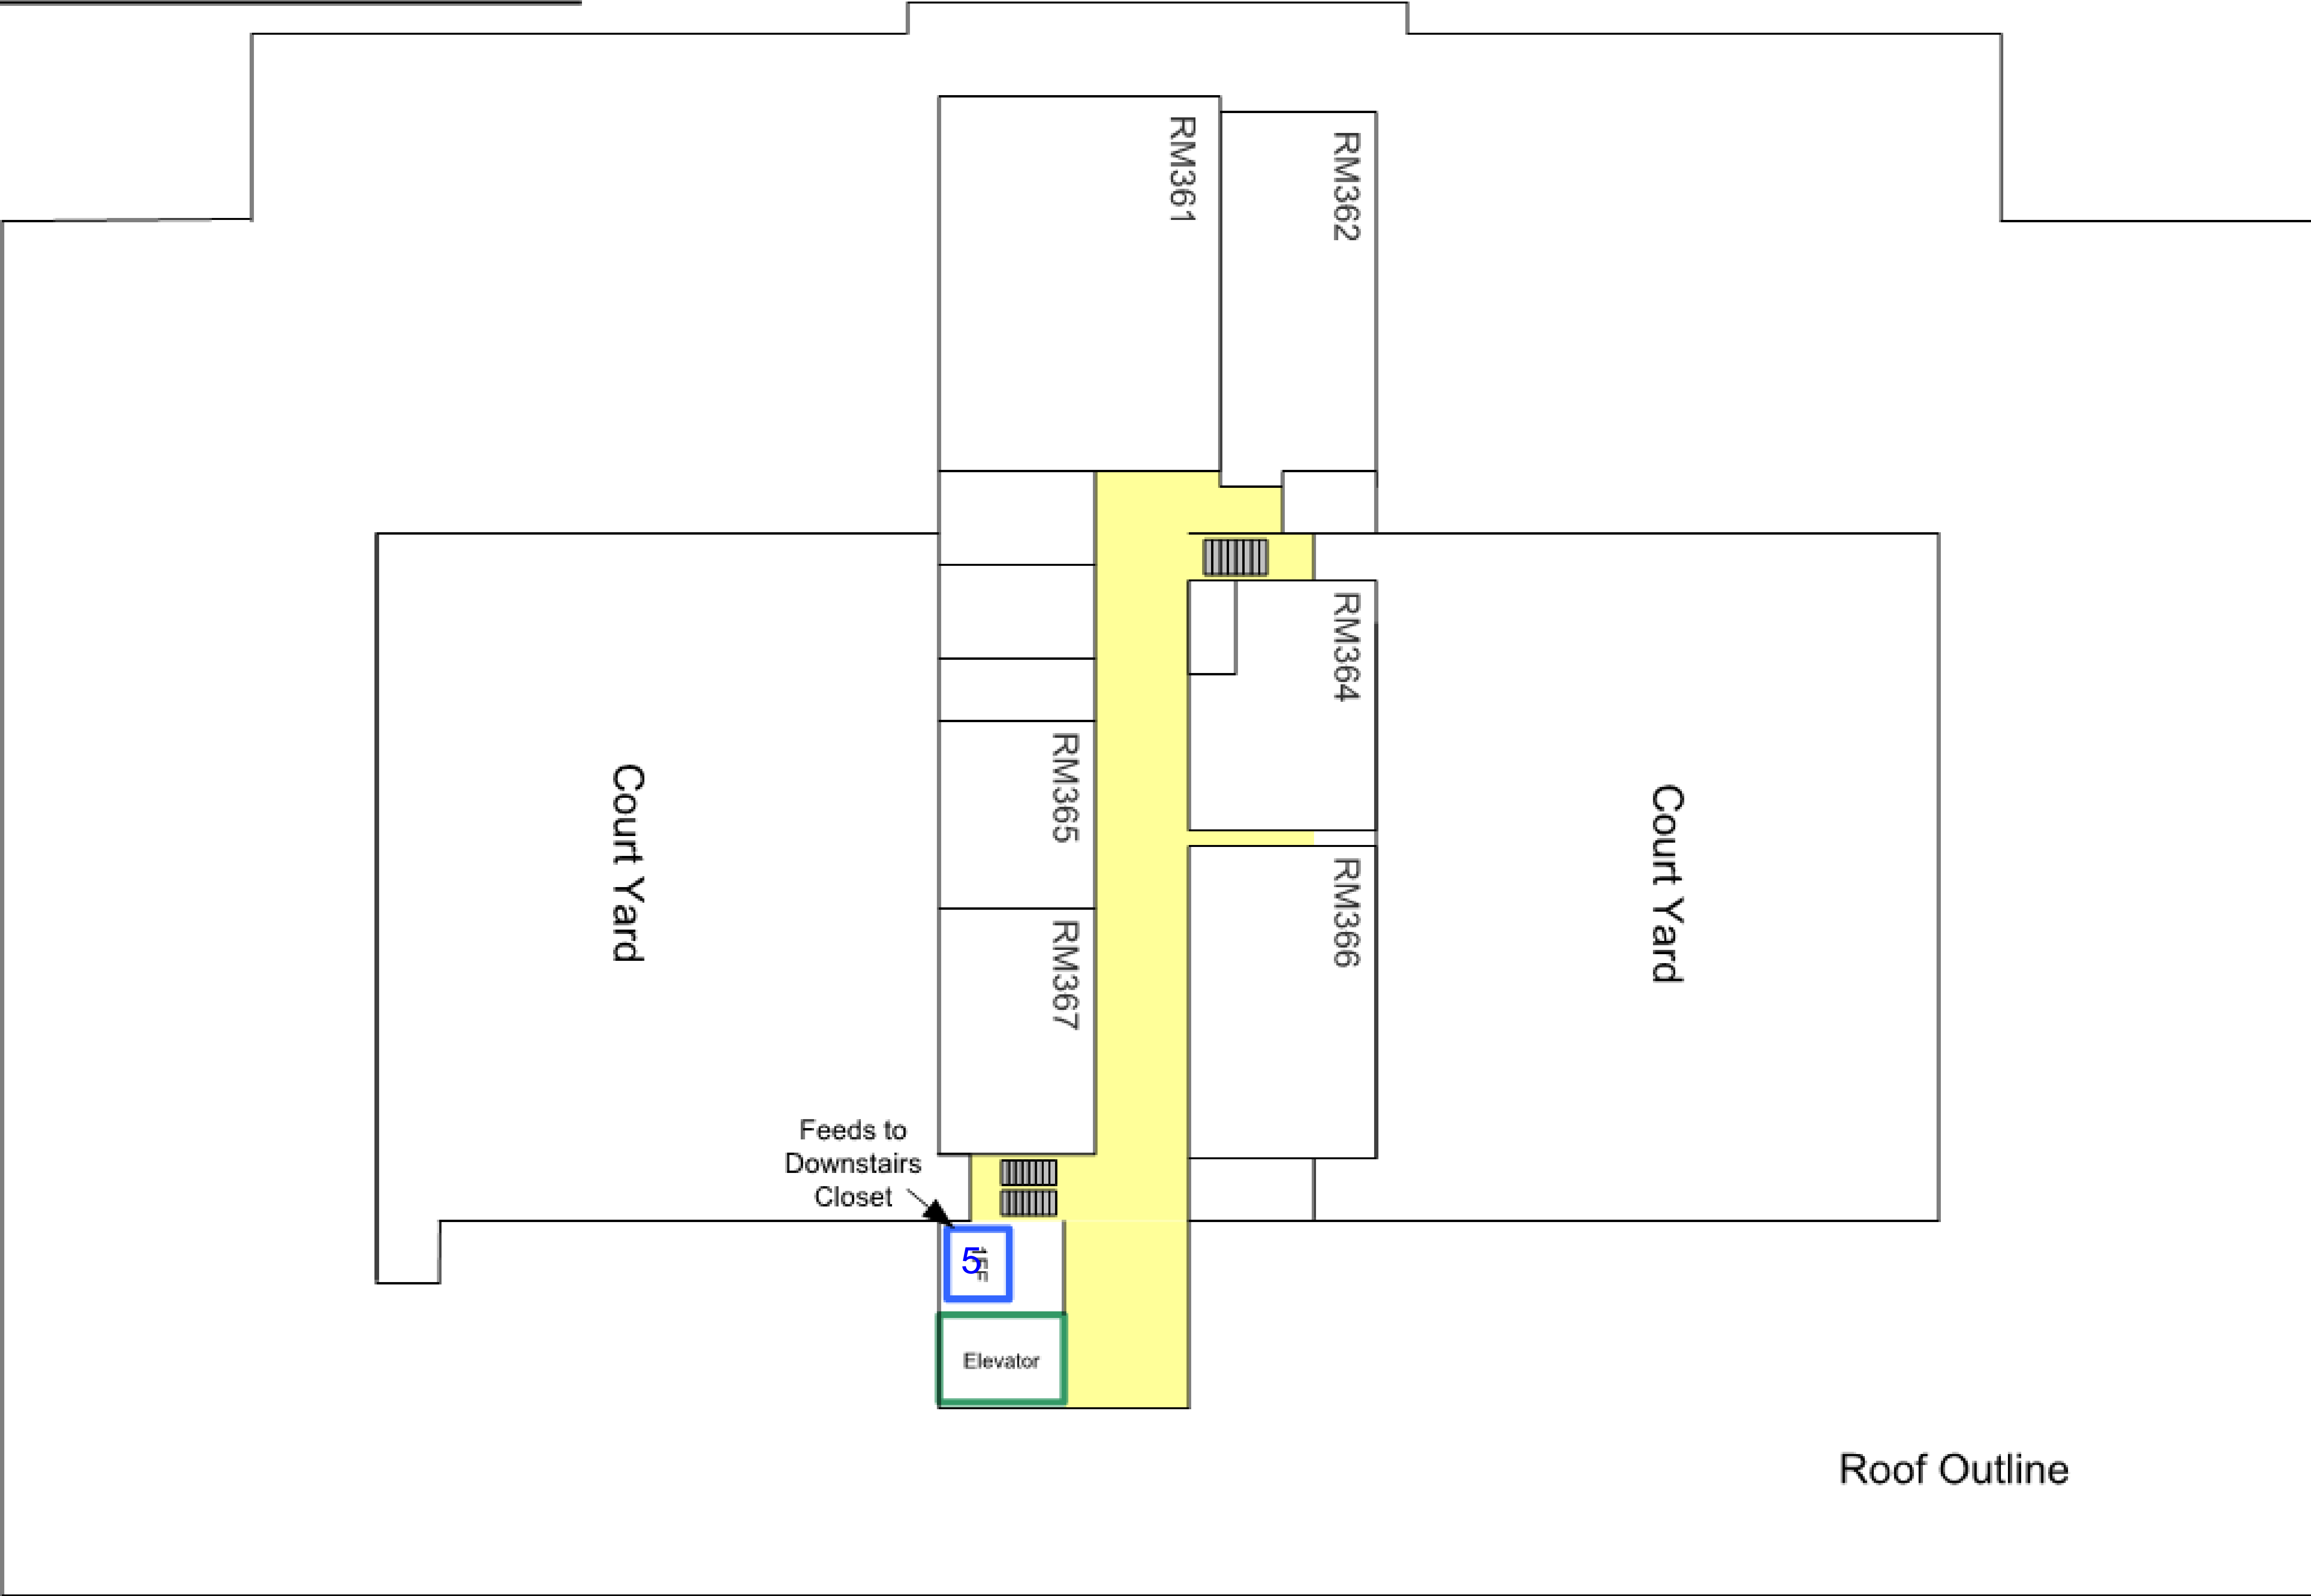 RM361
RM362
RM364
RM365
RM366
RM367
Court Yard
Court Yard
Feeds to
Downstairs
Closet
5
Elevator
Roof Outline